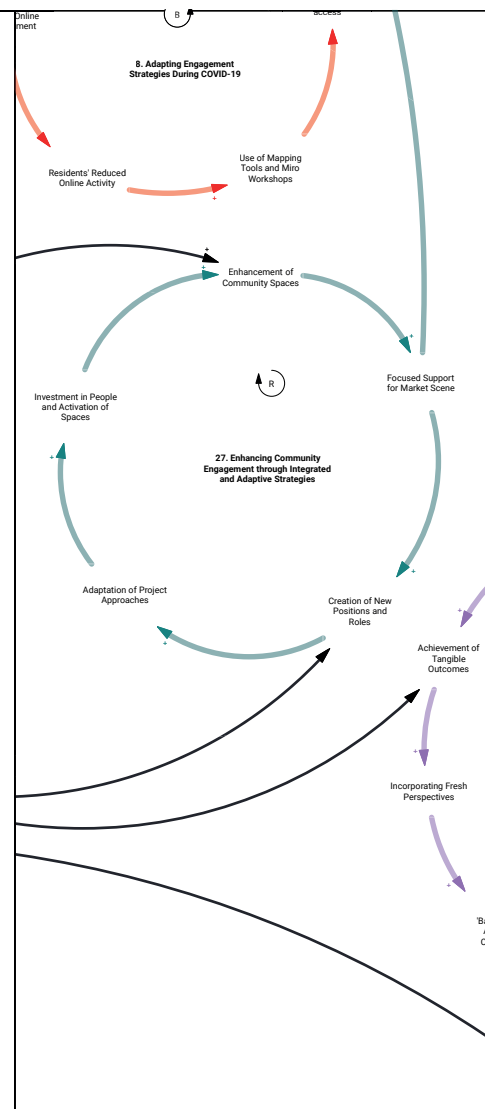 Online
ment
B
access
8. Adapting Engagement
Strategies During COVID-19
Use of Mapping
Tools and Miro
Workshops
Residents' Reduced
Online Activity
+
+
+
Enhancement of
Community Spaces
+
Focused Support
for Market Scene
R
Investment in People
and Activation of
Spaces
+
27. Enhancing Community
Engagement through Integrated
and Adaptive Strategies
+
Adaptation of Project
Approaches
Creation of New
Positions and
Roles
+
+
Achievement of
Tangible
Outcomes
+
Incorporating Fresh
Perspectives
+